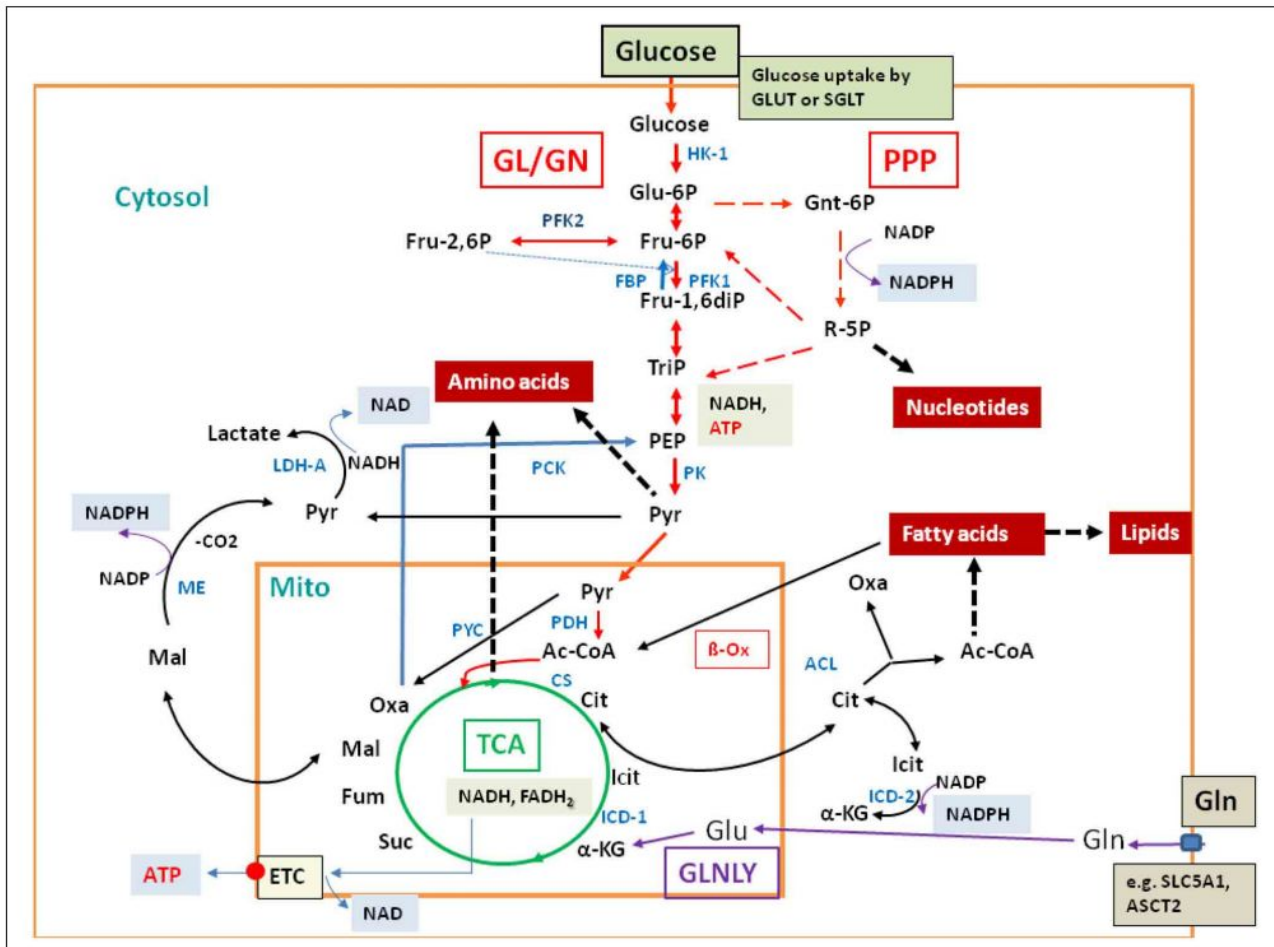 Glucose
Glucose uptake by
GLUT or SGLT
Glucose
GL/GN
HK-1
PPP
Cytosol
Glu-6P
Gnt-6P
PFK2
NADP
Fru-2,6P
Fru-6P
FBP
PFK1
NADPH
Fru-1,6diP
R-5P
TriP
Amino acids
NAD
NADH,
ATP
Nucleotides
Lactate
PEP
LDH-A
NADH
PCK
PK
NADPH
Pyr
Pyr
-CO2
Fatty acids
Lipids
NADP
ME
Mito
Pyr
Oxa
PYC
PDH
Mal
Ac-CoA
ß-Ox
ACL
Ac-CoA
CS
Oxa
Cit
Cit
Mal
TCA
Icit
Icit
Fum
NADH, FADH2
NADP
ICD-1
ICD-2
α-KG
NADPH
Gln
Suc
α-KG
Glu
Gln
ATP
ETC
GLNLY
NAD
e.g. SLC5A1,
ASCT2